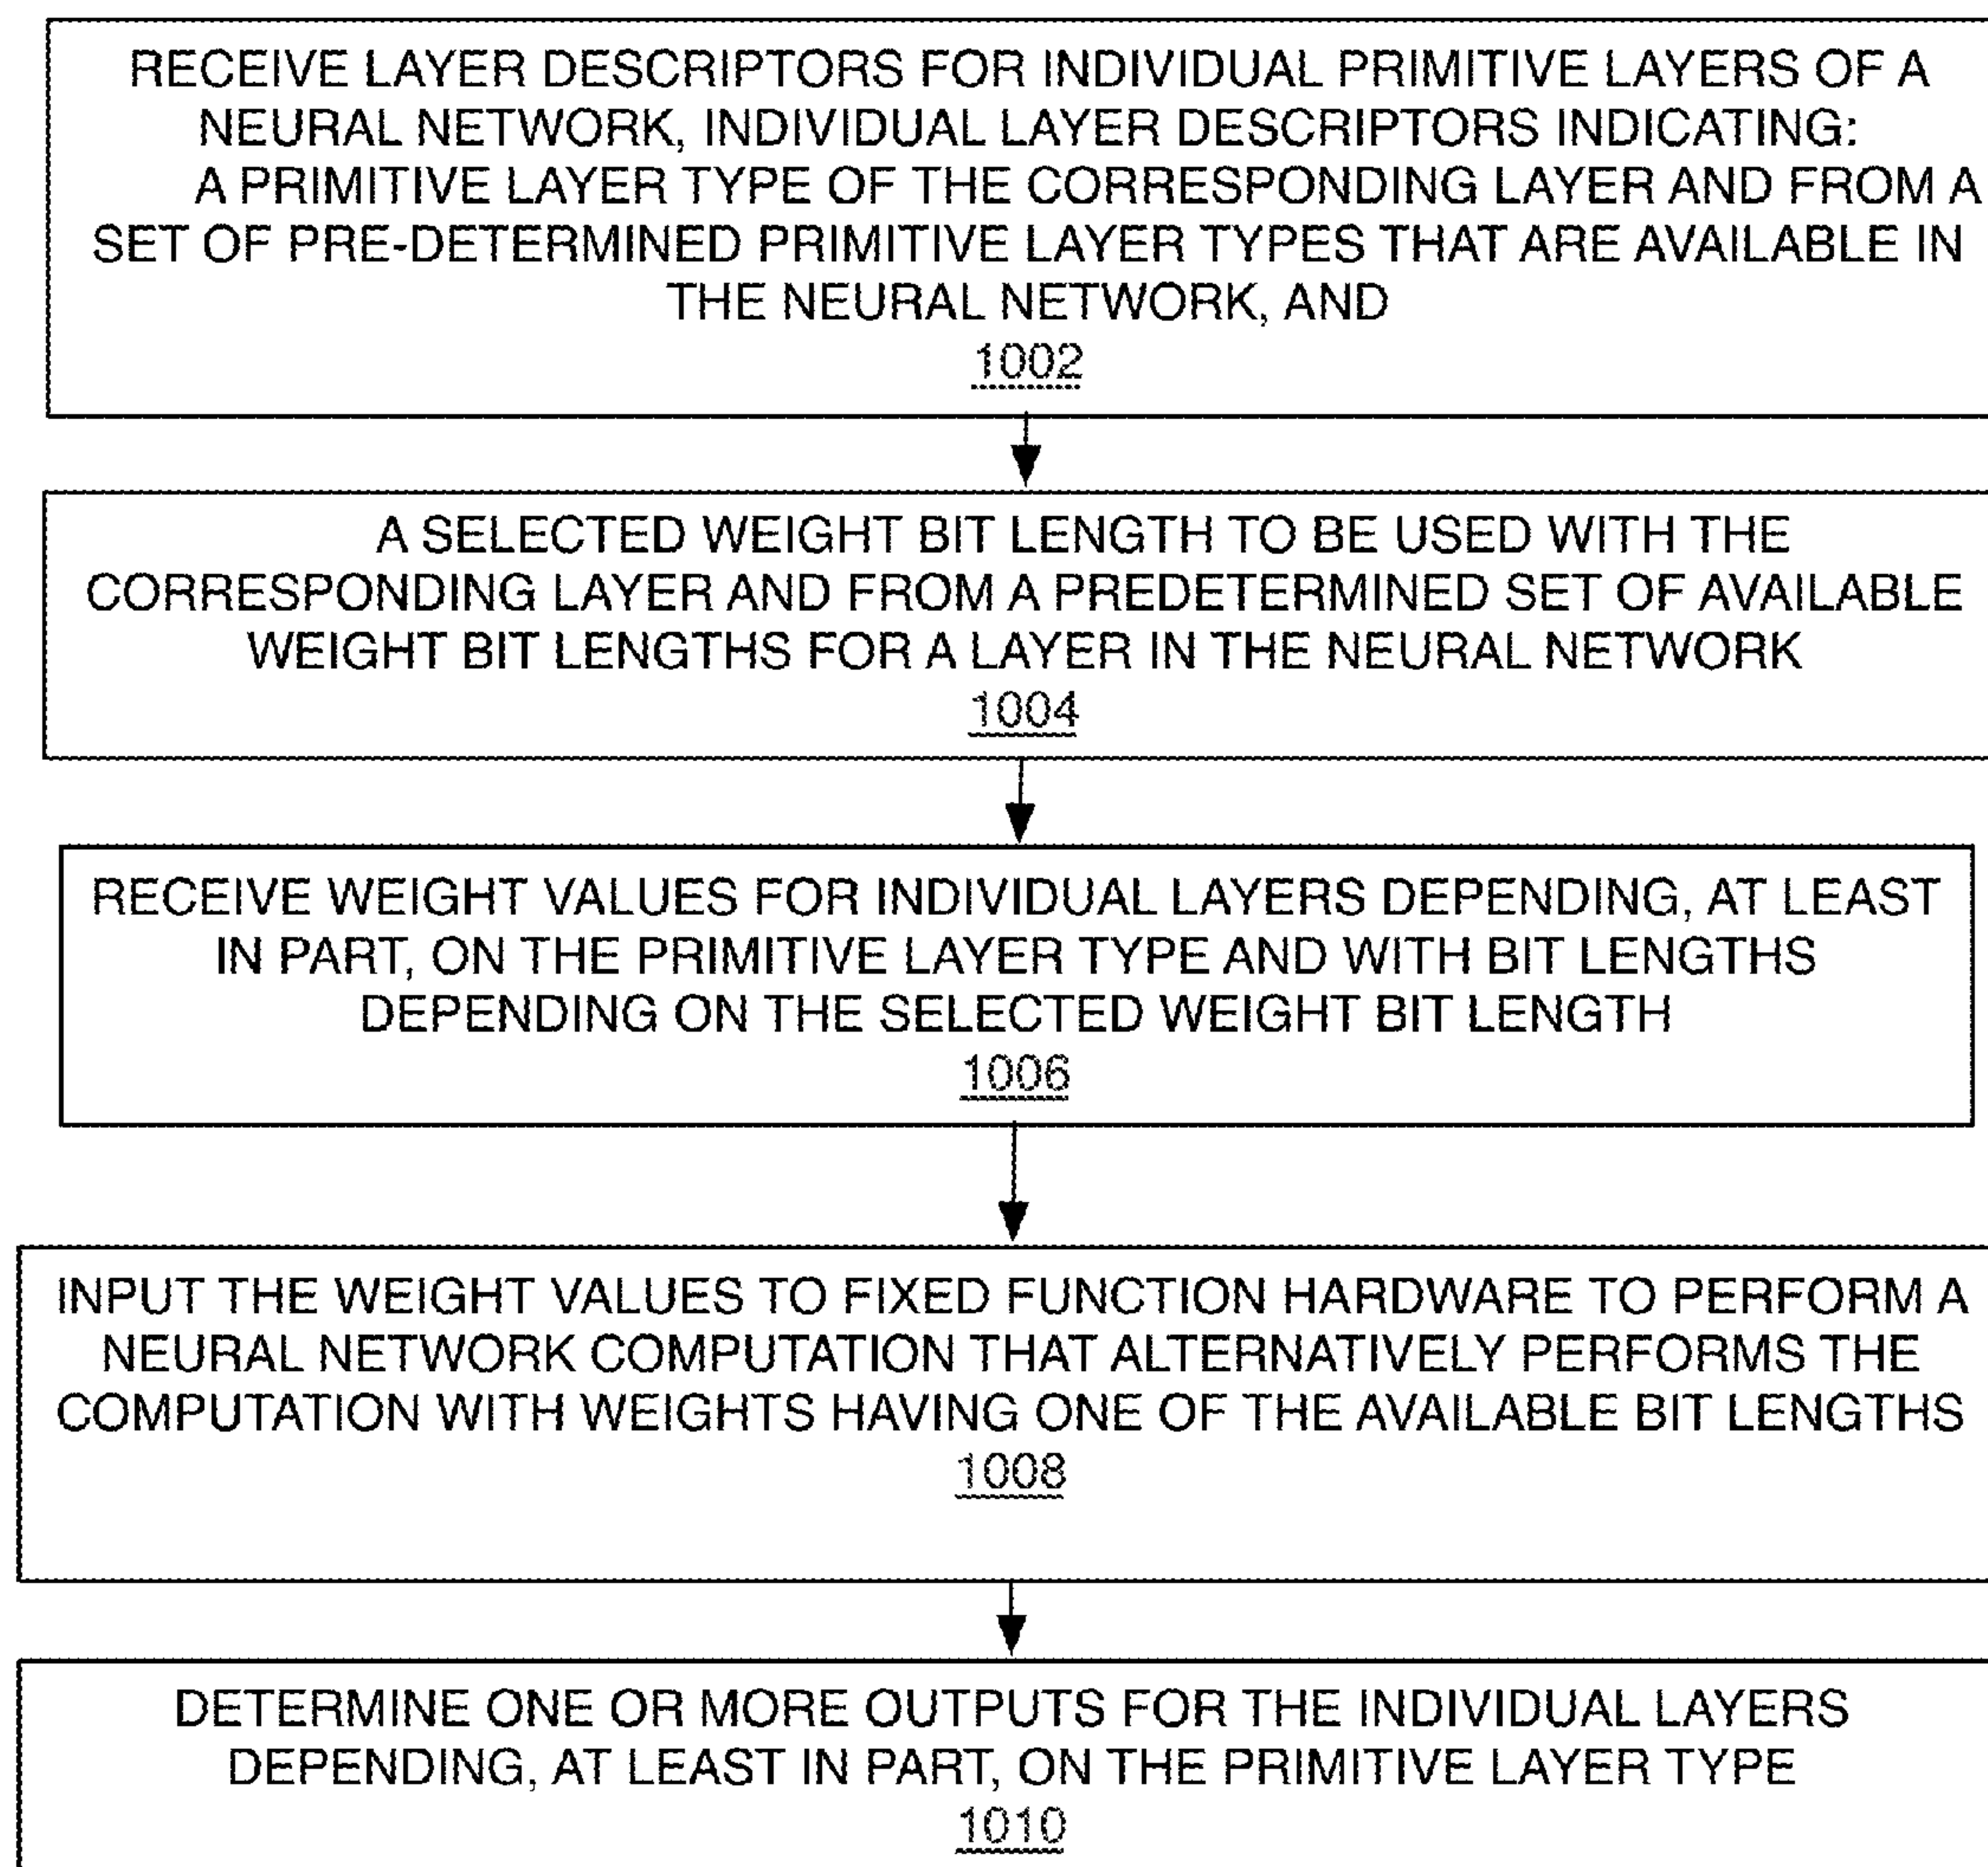 RECEIVE LAYER DESCRIPTORS FOR INDIVIDUAL PRIMITIVE LAYERS OF A
NEURAL NETWORK, INDIVIDUAL LAYER DESCRIPTORS INDICATING:
A PRIMITIVE LAYER TYPE OF THE CORRESPONDING LAYER AND FROM A
SET OF PRE-DETERMINED PRIMITIVE LAYER TYPES THAT ARE AVAILABLE IN
THE NEURAL NETWORK, AND
1002
A SELECTED WEIGHT BIT LENGTH TO BE USED WITH THE
CORRESPONDING LAYER AND FROM A PREDETERMINED SET OF AVAILABLE
WEIGHT BIT LENGTHS FOR A LAYER IN THE NEURAL NETWORK
1004
RECEIVE WEIGHT VALUES FOR INDIVIDUAL LAYERS DEPENDING, AT LEAST
IN PART, ON THE PRIMITIVE LAYER TYPE AND WITH BIT LENGTHS
DEPENDING ON THE SELECTED WEIGHT BIT LENGTH
1006
INPUT THE WEIGHT VALUES TO FIXED FUNCTION HARDWARE TO PERFORM A
NEURAL NETWORK COMPUTATION THAT ALTERNATIVELY PERFORMS THE
COMPUTATION WITH WEIGHTS HAVING ONE OF THE AVAILABLE BIT LENGTHS
1008
DETERMINE ONE OR MORE OUTPUTS FOR THE INDIVIDUAL LAYERS
DEPENDING, AT LEAST IN PART, ON THE PRIMITIVE LAYER TYPE
1010